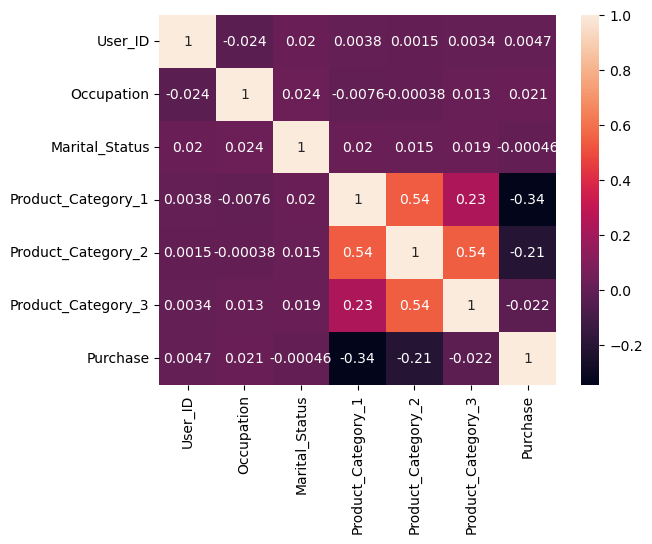 User_ID 1 -0.024 0.02 0.0038 0.0015 0.0034 0.0047
Occupation -0.024 1 0.024 -0.0076 -0.00038 0.013 0.021
Marital_Status 0.02 0.024 1 0.02 0.015 0.019 -0.00046
Product_Category_1 0.0038 -0.0076 0.02 1 0.54 0.23 -0.34
Product_Category_2 0.0015 -0.00038 0.015 0.54 1 0.54 -0.21
Product_Category_3 0.0034 0.013 0.019 0.23 0.54 1 -0.022
Purchase 0.0047 0.021 -0.00046 -0.34 -0.21 -0.022 1
User_ID
Occupation
Marital_Status
Product_Category_1
Product_Category_2
Product_Category_3
Purchase
1.0
0.8
0.6
0.4
0.2
0.0
−0.2